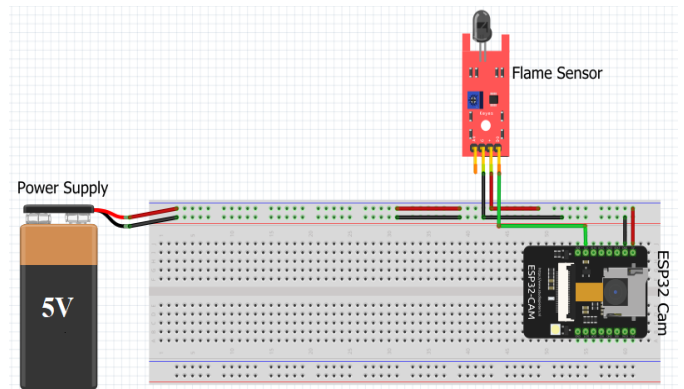 Flame Sensor
Power Supply
5V
ESP32-CAM
ESP32 Cam